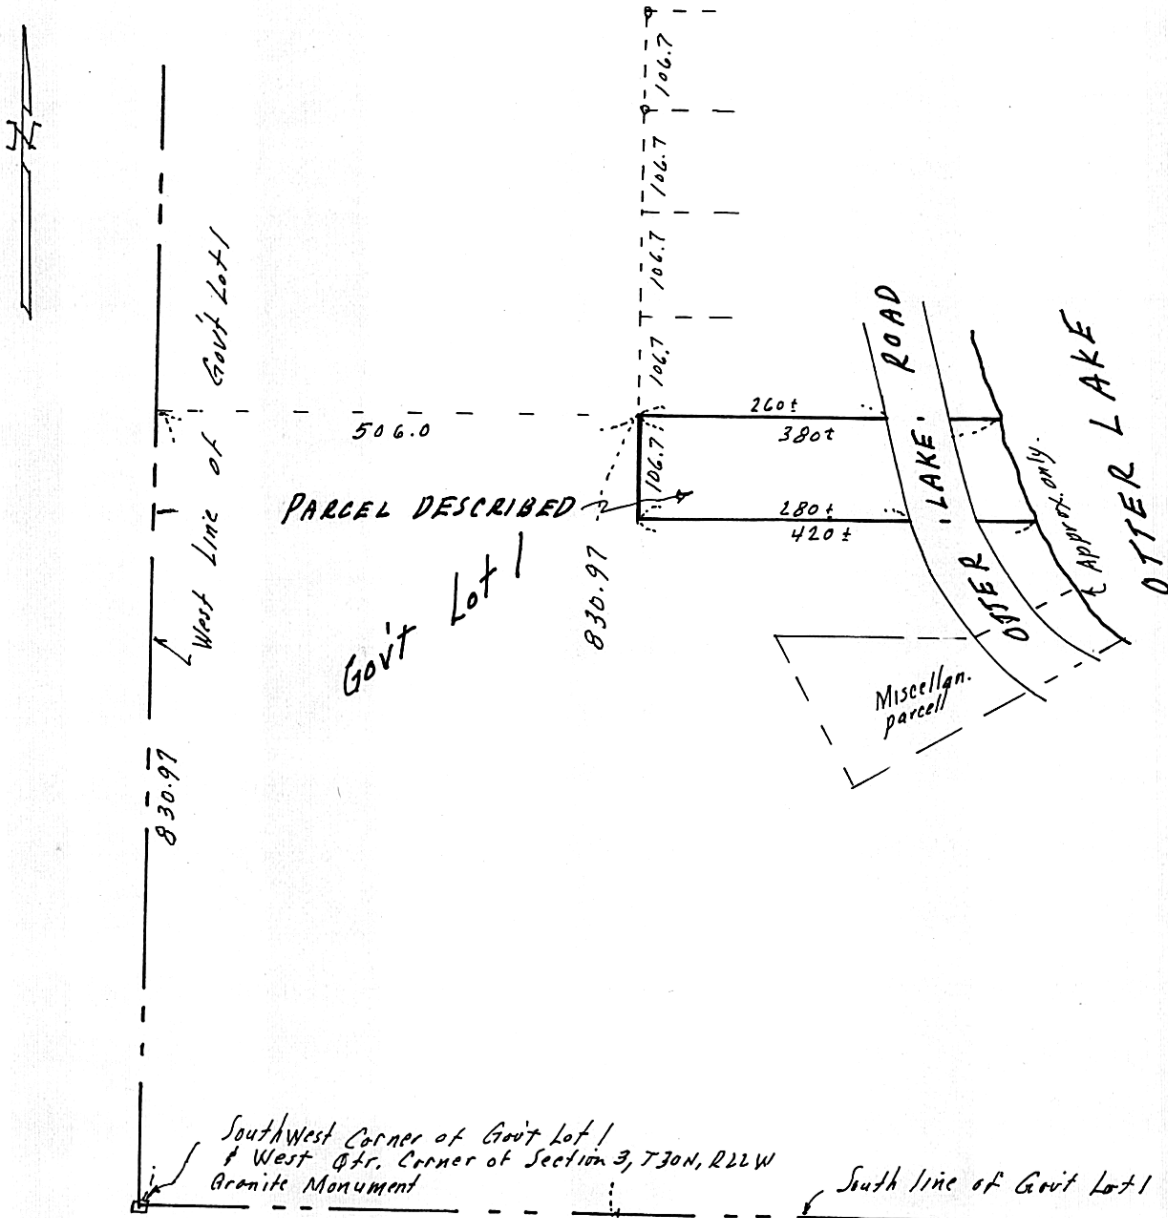 N
106.7
106.7
106.7
106.7
West Line of Gov't Lot 1
506.0
260±
380±
106.7
PARCEL DESCRIBED
280±
420±
830.97
Gov't Lot 1
OTTER LAKE ROAD
OTTER LAKE
Approx. only.
Miscellan.
parcell
830.97
Southwest Corner of Gov't Lot 1
& West Qtr. Corner of Section 3, T30N, R22W
Granite Monument
South line of Gov't Lot 1